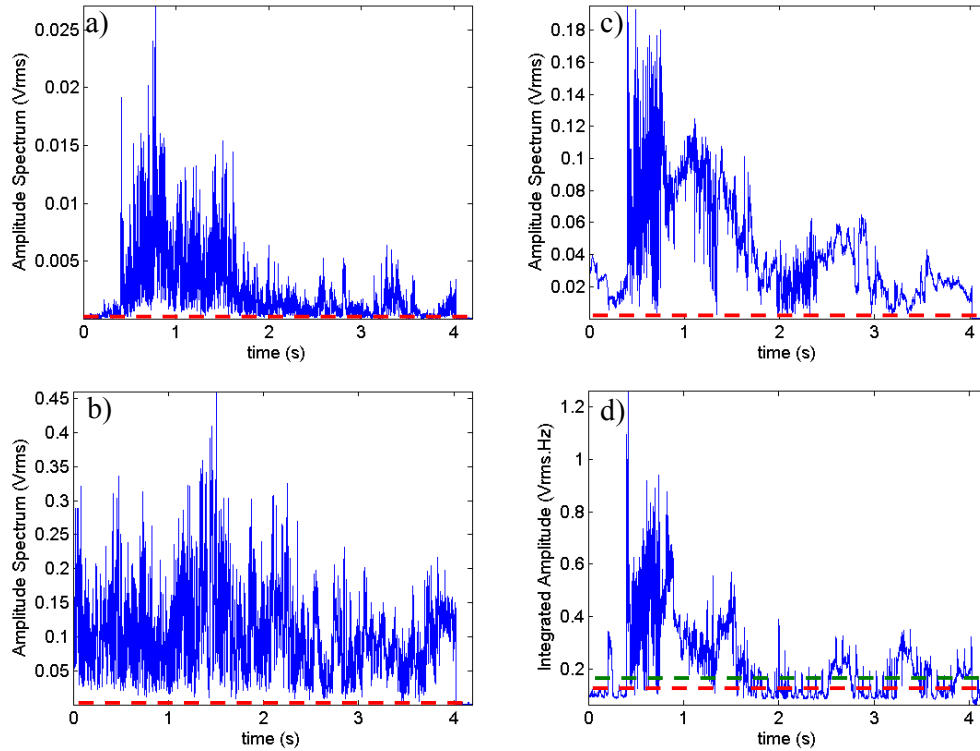 a)
Amplitude Spectrum (Vrms)
0.025
0.02
0.015
0.01
0.005
0 1 2 3 4
time (s)
c)
Amplitude Spectrum (Vrms)
0.18
0.16
0.14
0.12
0.1
0.08
0.06
0.04
0.02
0 1 2 3 4
time (s)
b)
Amplitude Spectrum (Vrms)
0.45
0.4
0.35
0.3
0.25
0.2
0.15
0.1
0.05
0 1 2 3 4
time (s)
d)
Integrated Amplitude (Vrms.Hz)
1.2
1
0.8
0.6
0.4
0.2
0 1 2 3 4
time (s)